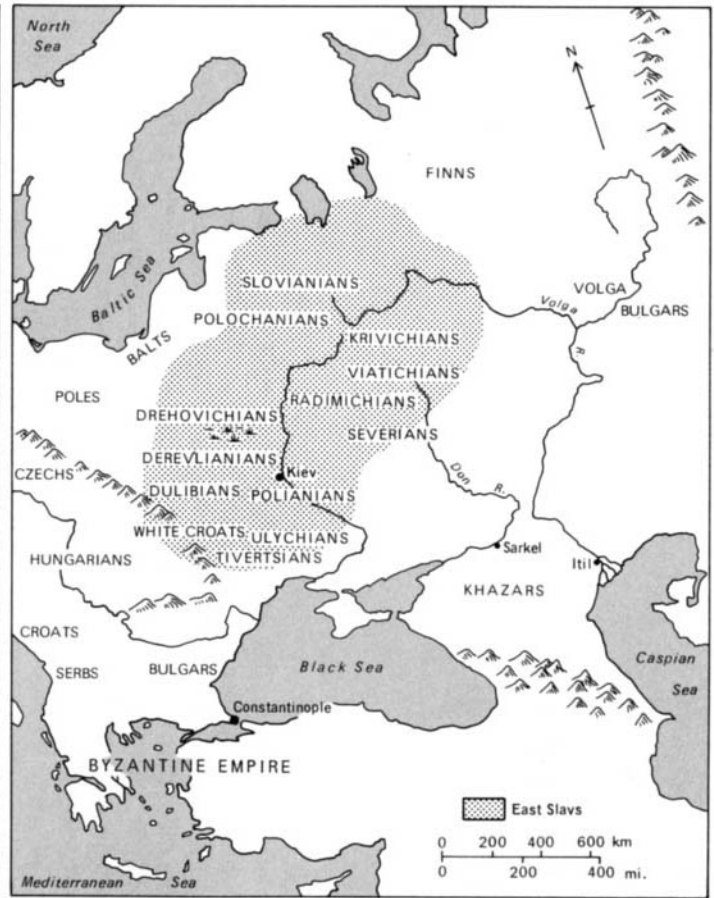 North
Sea
N
FINNS
SLOVIANIANS
VOLGA
BULGARS
Volga
R.
Baltic Sea
POLOCHANIANS
BALTS
KRIVICHIANS
VIATICHIANS
POLES
RADIMICHIANS
DREHOVICHIANS
SEVERIANS
DEREVLIANIANS
CZECHS
Kiev
Don R.
DULIBIANS
POLIANIANS
WHITE CROATS
ULYCHIANS
TIVERTSIANS
Sarkel
Itil
HUNGARIANS
KHAZARS
CROATS
SERBS
BULGARS
Black Sea
Caspian
Sea
Constantinople
BYZANTINE EMPIRE
East Slavs
0 200 400 600 km
0 200 400 mi.
Mediterranean Sea